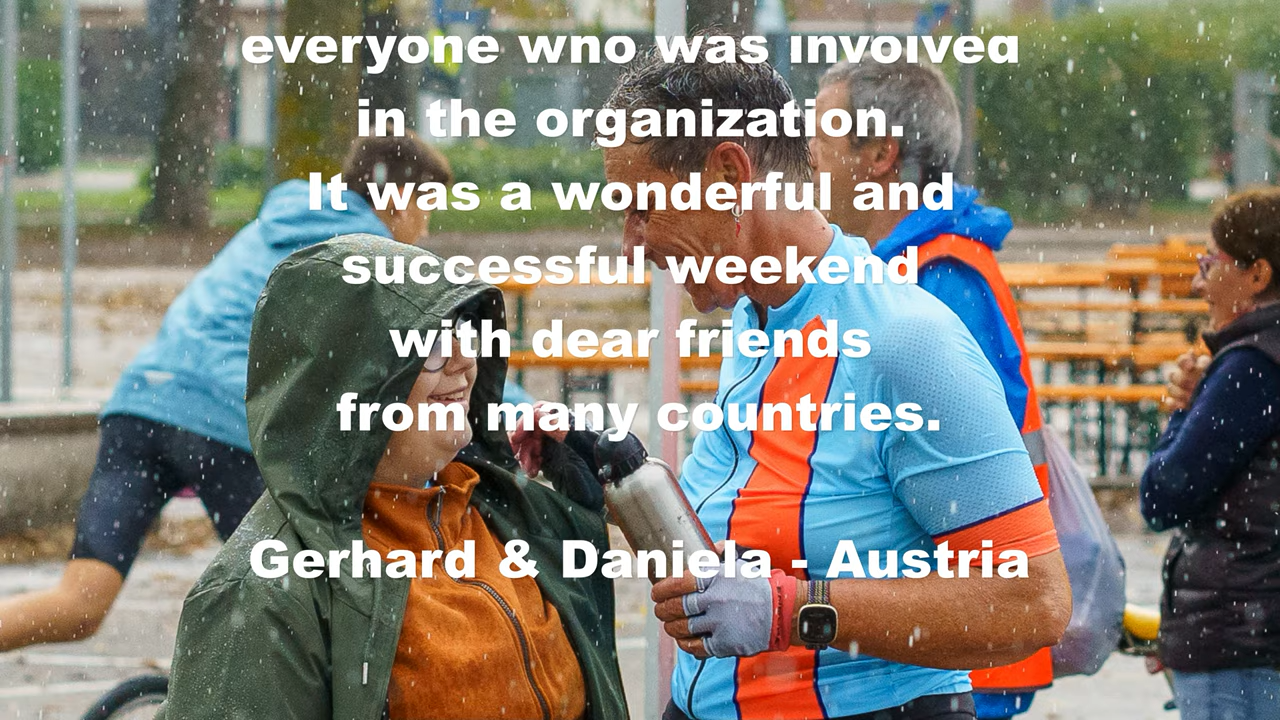 everyone who was involved
in the organization.
It was a wonderful and
successful weekend
with dear friends
from many countries.
Gerhard & Daniela - Austria